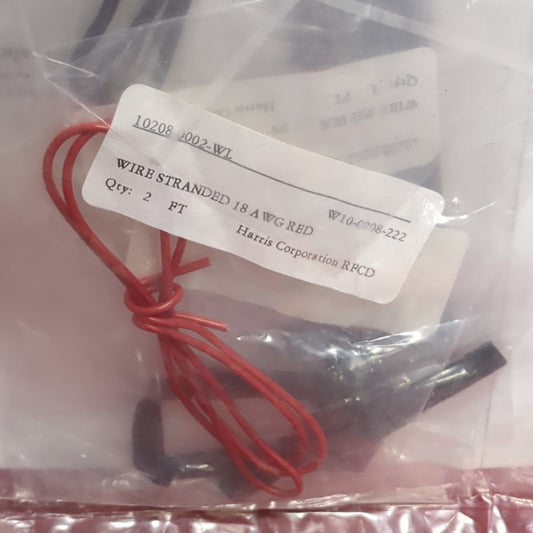 10208-0002-WL
WIRE STRANDED 18 AWG RED W10-0008-222
Qty: 2 FT
Harris Corporation RFCD